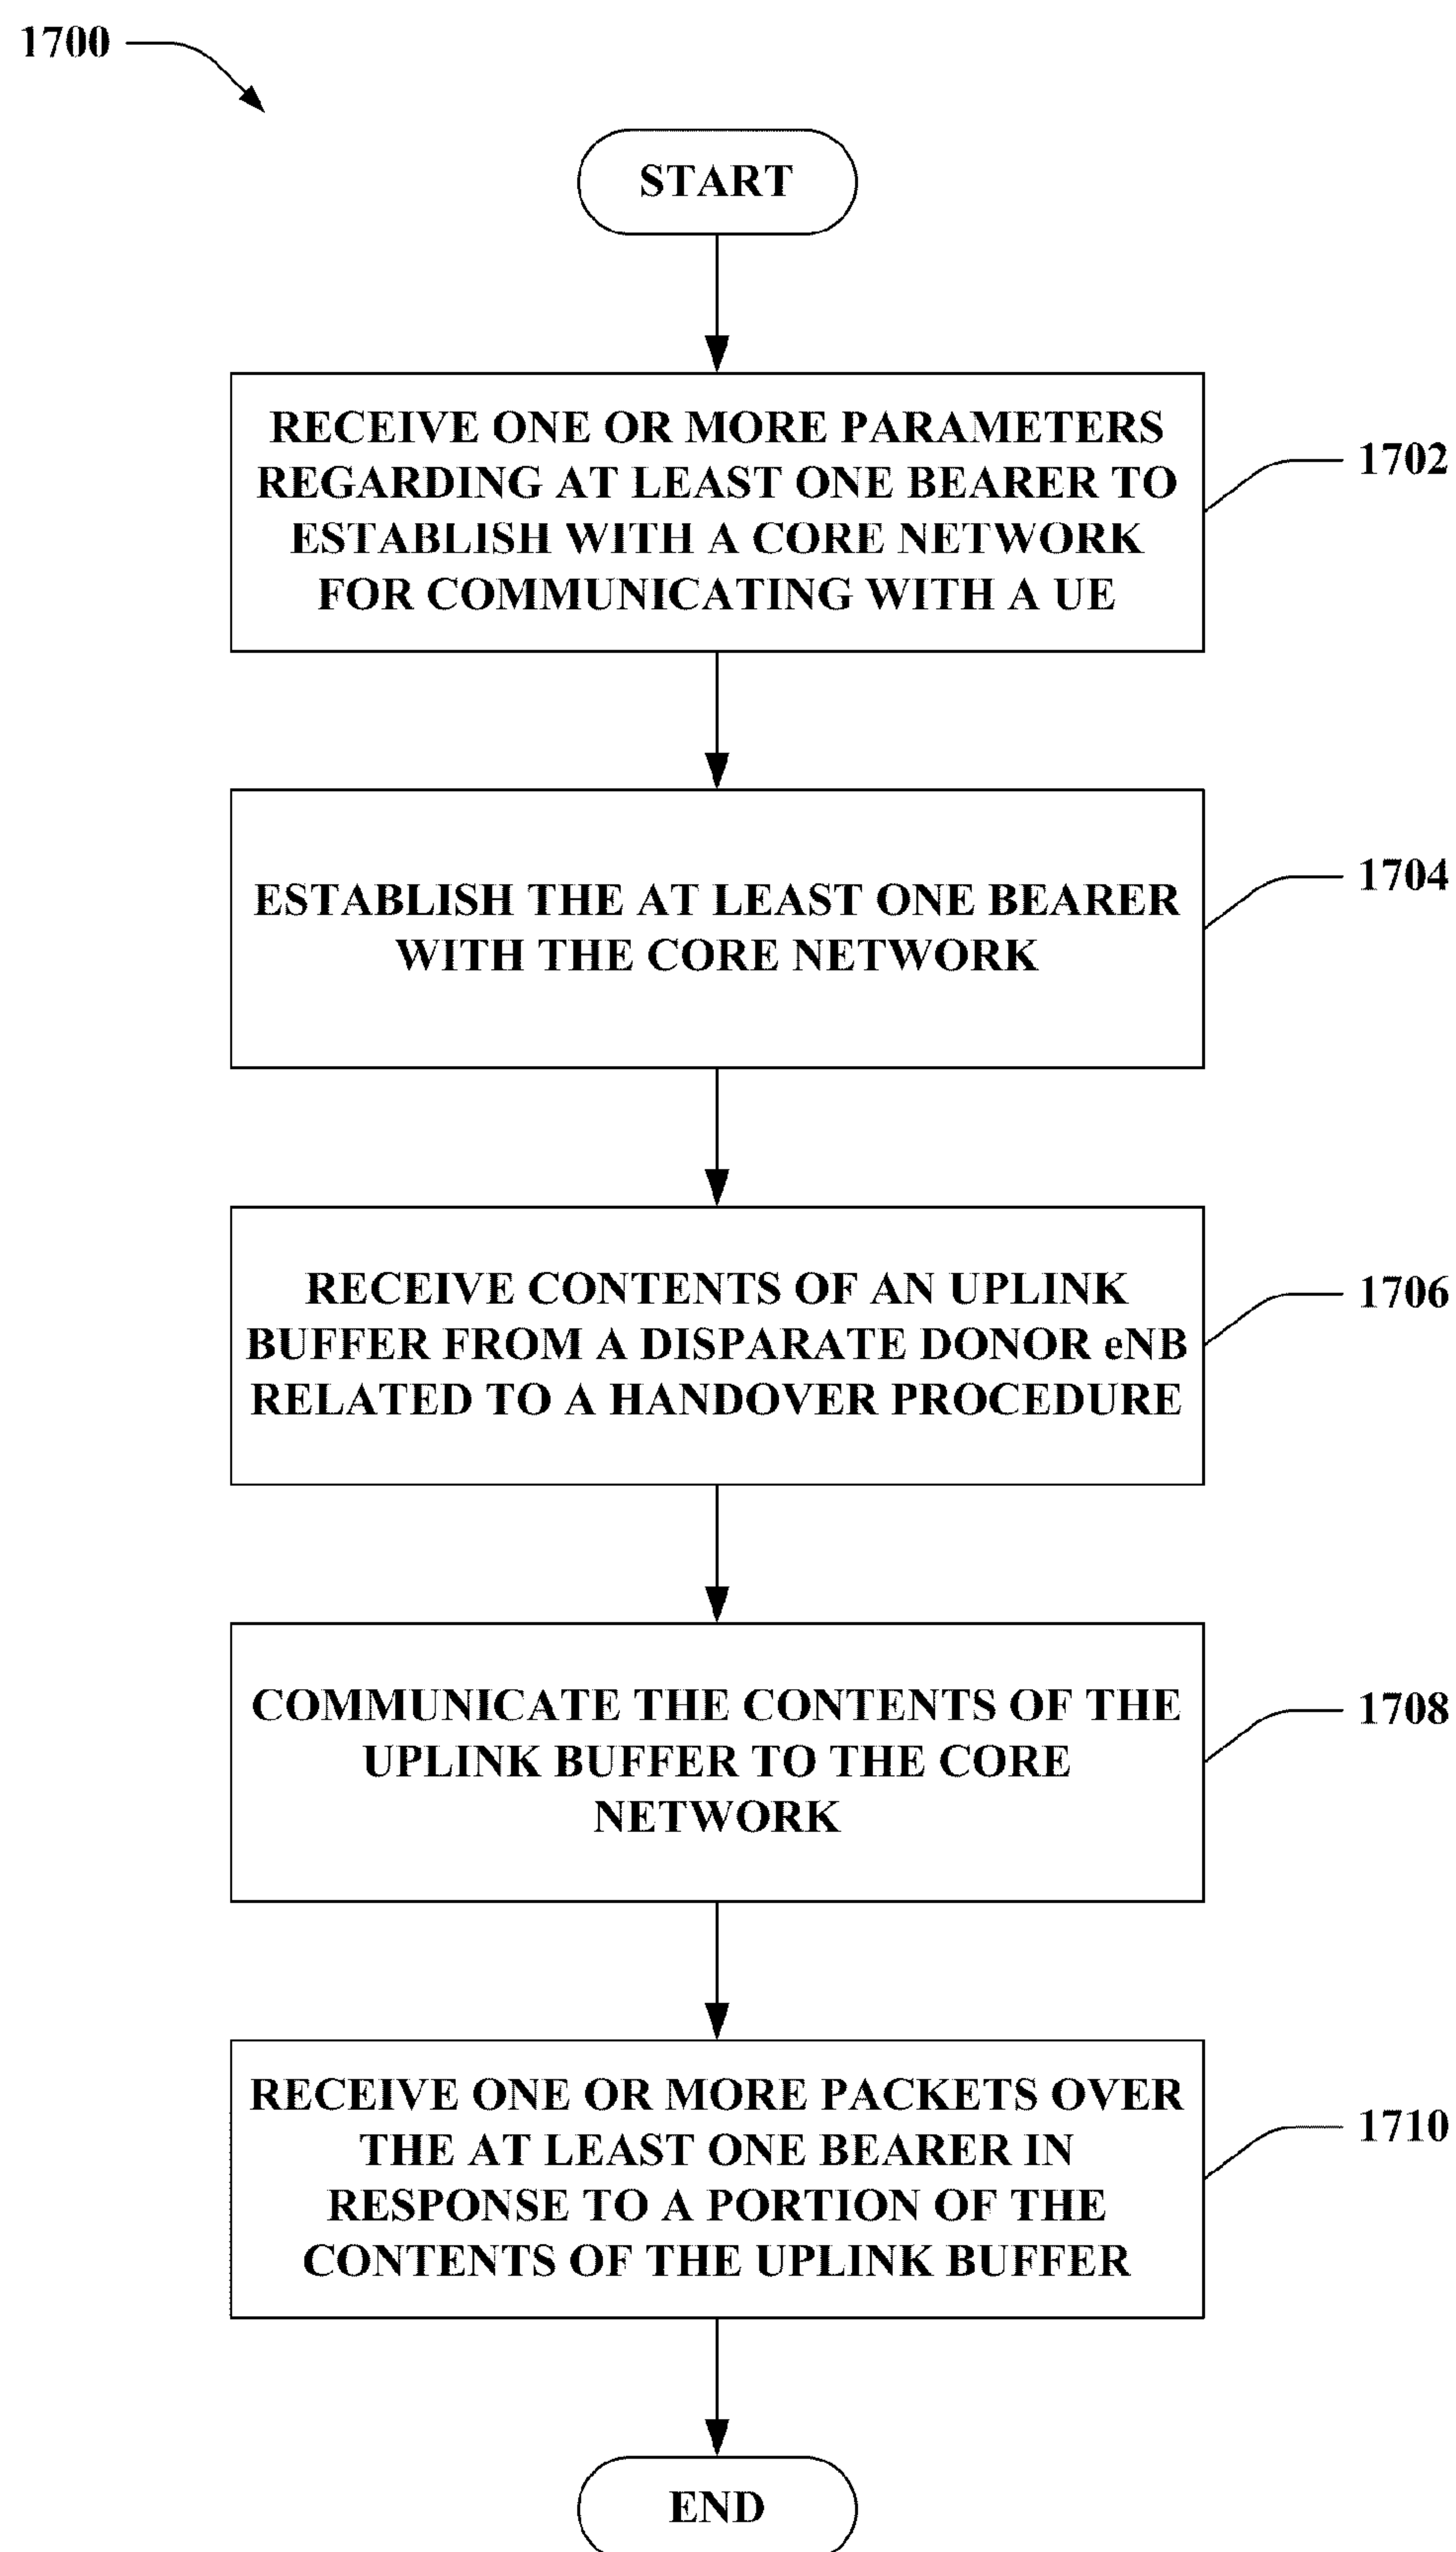 1700
START
RECEIVE ONE OR MORE PARAMETERS
REGARDING AT LEAST ONE BEARER TO
ESTABLISH WITH A CORE NETWORK
FOR COMMUNICATING WITH A UE
1702
ESTABLISH THE AT LEAST ONE BEARER
WITH THE CORE NETWORK
1704
RECEIVE CONTENTS OF AN UPLINK
BUFFER FROM A DISPARATE DONOR eNB
RELATED TO A HANDOVER PROCEDURE
1706
COMMUNICATE THE CONTENTS OF THE
UPLINK BUFFER TO THE CORE
NETWORK
1708
RECEIVE ONE OR MORE PACKETS OVER
THE AT LEAST ONE BEARER IN
RESPONSE TO A PORTION OF THE
CONTENTS OF THE UPLINK BUFFER
1710
END